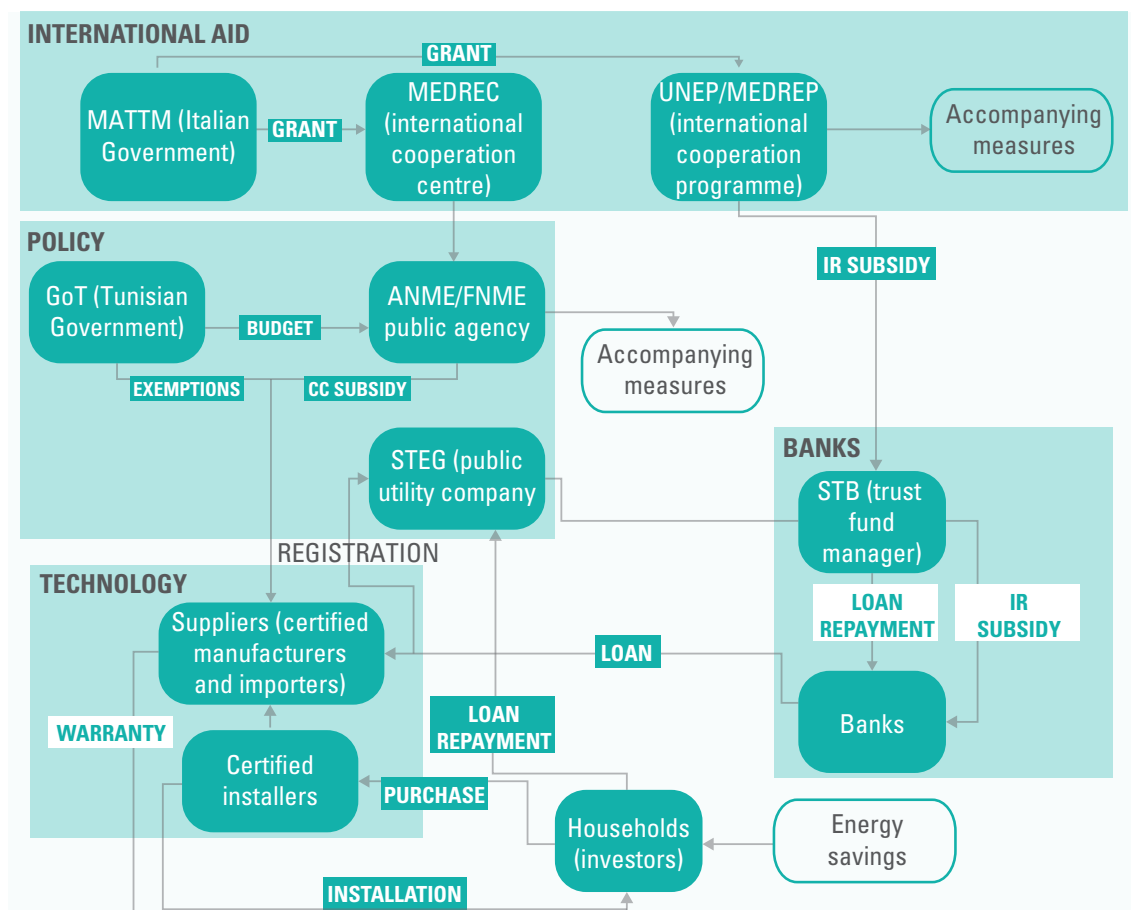 INTERNATIONAL AID
GRANT
MATTM (Italian
Government)
GRANT
MEDREC
(international
cooperation
centre)
UNEP/MEDREP
(international
cooperation
programme)
Accompanying
measures
POLICY
IR SUBSIDY
GoT (Tunisian
Government)
BUDGET
ANME/FNME
public agency
Accompanying
measures
EXEMPTIONS
CC SUBSIDY
BANKS
STEG (public
utility company
STB (trust
fund
manager)
REGISTRATION
TECHNOLOGY
LOAN
REPAYMENT
IR
SUBSIDY
Suppliers (certified
manufacturers
and importers)
LOAN
WARRANTY
LOAN
REPAYMENT
Banks
Certified
installers
PURCHASE
Households
(investors)
Energy
savings
INSTALLATION